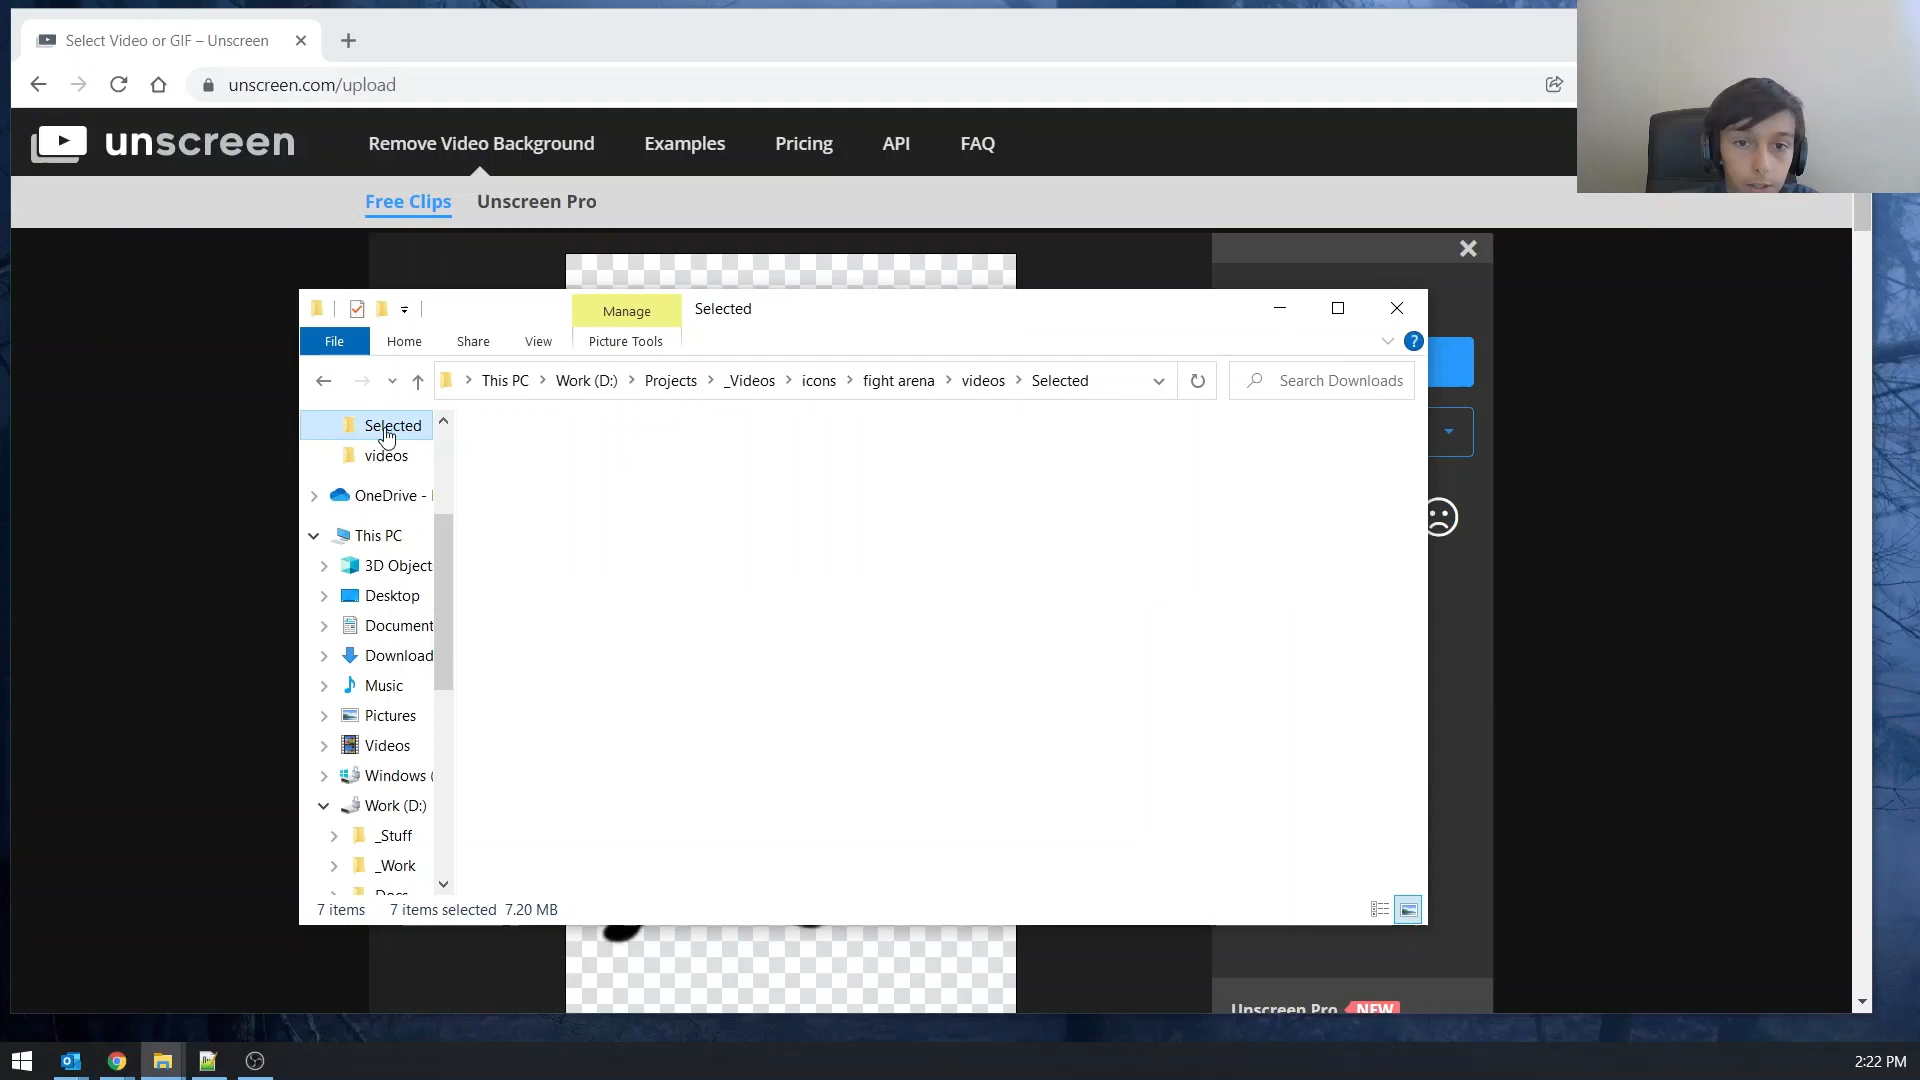 Select Video or GIF – Unscreen
unscreen.com/upload
unscreen
Remove Video Background Examples Pricing API FAQ
Free Clips Unscreen Pro
Manage Selected
File Home Share View Picture Tools
This PC Work (D:) Projects _Videos icons fight arena videos Selected
Search Downloads
Selected
videos
OneDrive -
This PC
3D Object
Desktop
Document
Download
Music
Pictures
Videos
Windows (
Work (D:)
_Stuff
_Work
7 items 7 items selected 7.20 MB
Unscreen Pro NEW
2:22 PM